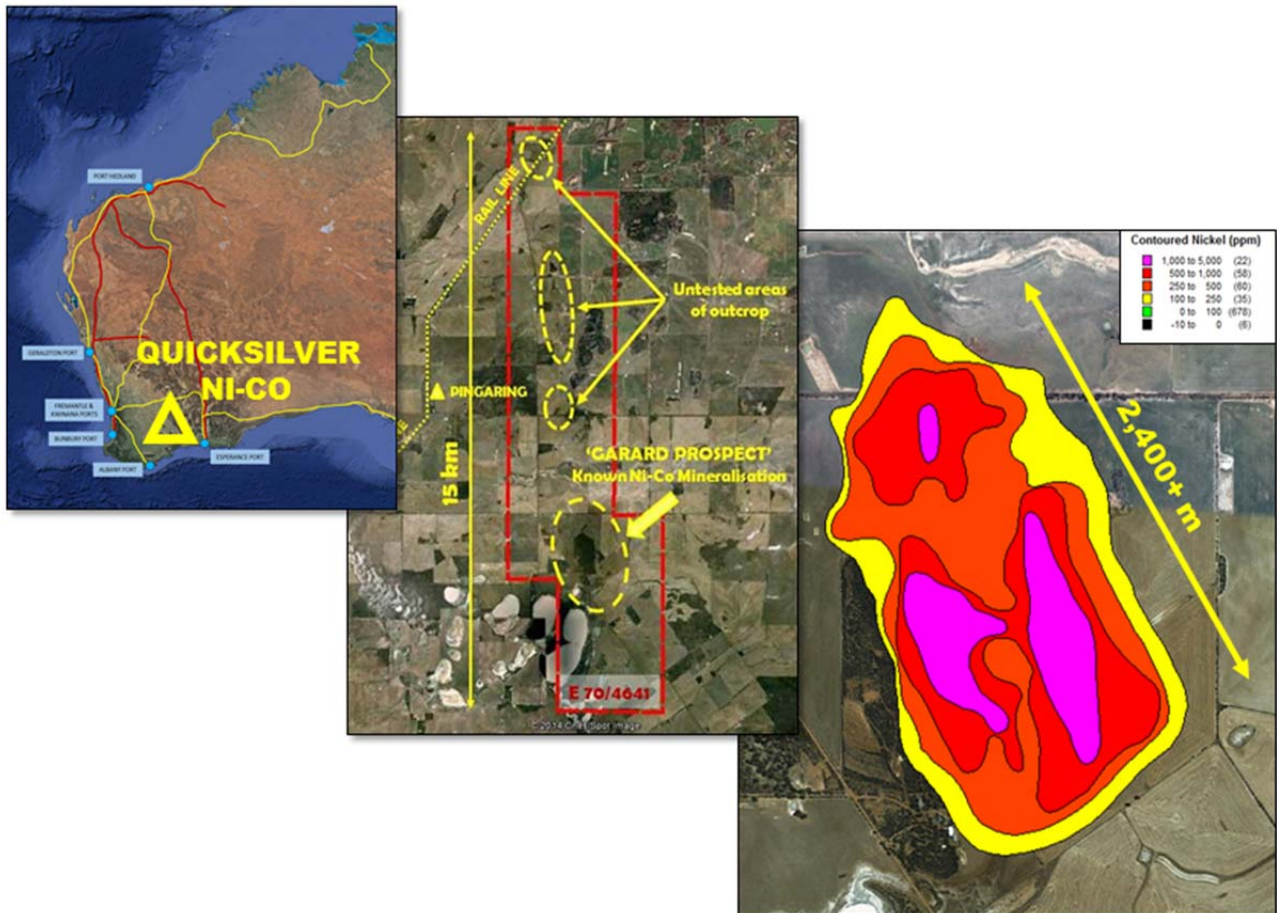 PORT HEDLAND
QUICKSILVER
NI-CO
GERALDTON PORT
FREMANTLE &
KWINANA PORTS
BUNBURY PORT
ALBANY PORT
ESPERANCE PORT
RAIL LINE
Untested areas
of outcrop
PINGARING
15 km
'GARARD PROSPECT'
Known Ni-Co Mineralisation
E 70/4641
Contoured Nickel (ppm)
1,000 to 5,000 (22)
500 to 1,000 (58)
250 to 500 (60)
100 to 250 (35)
0 to 100 (678)
-10 to 0 (6)
2,400+ m